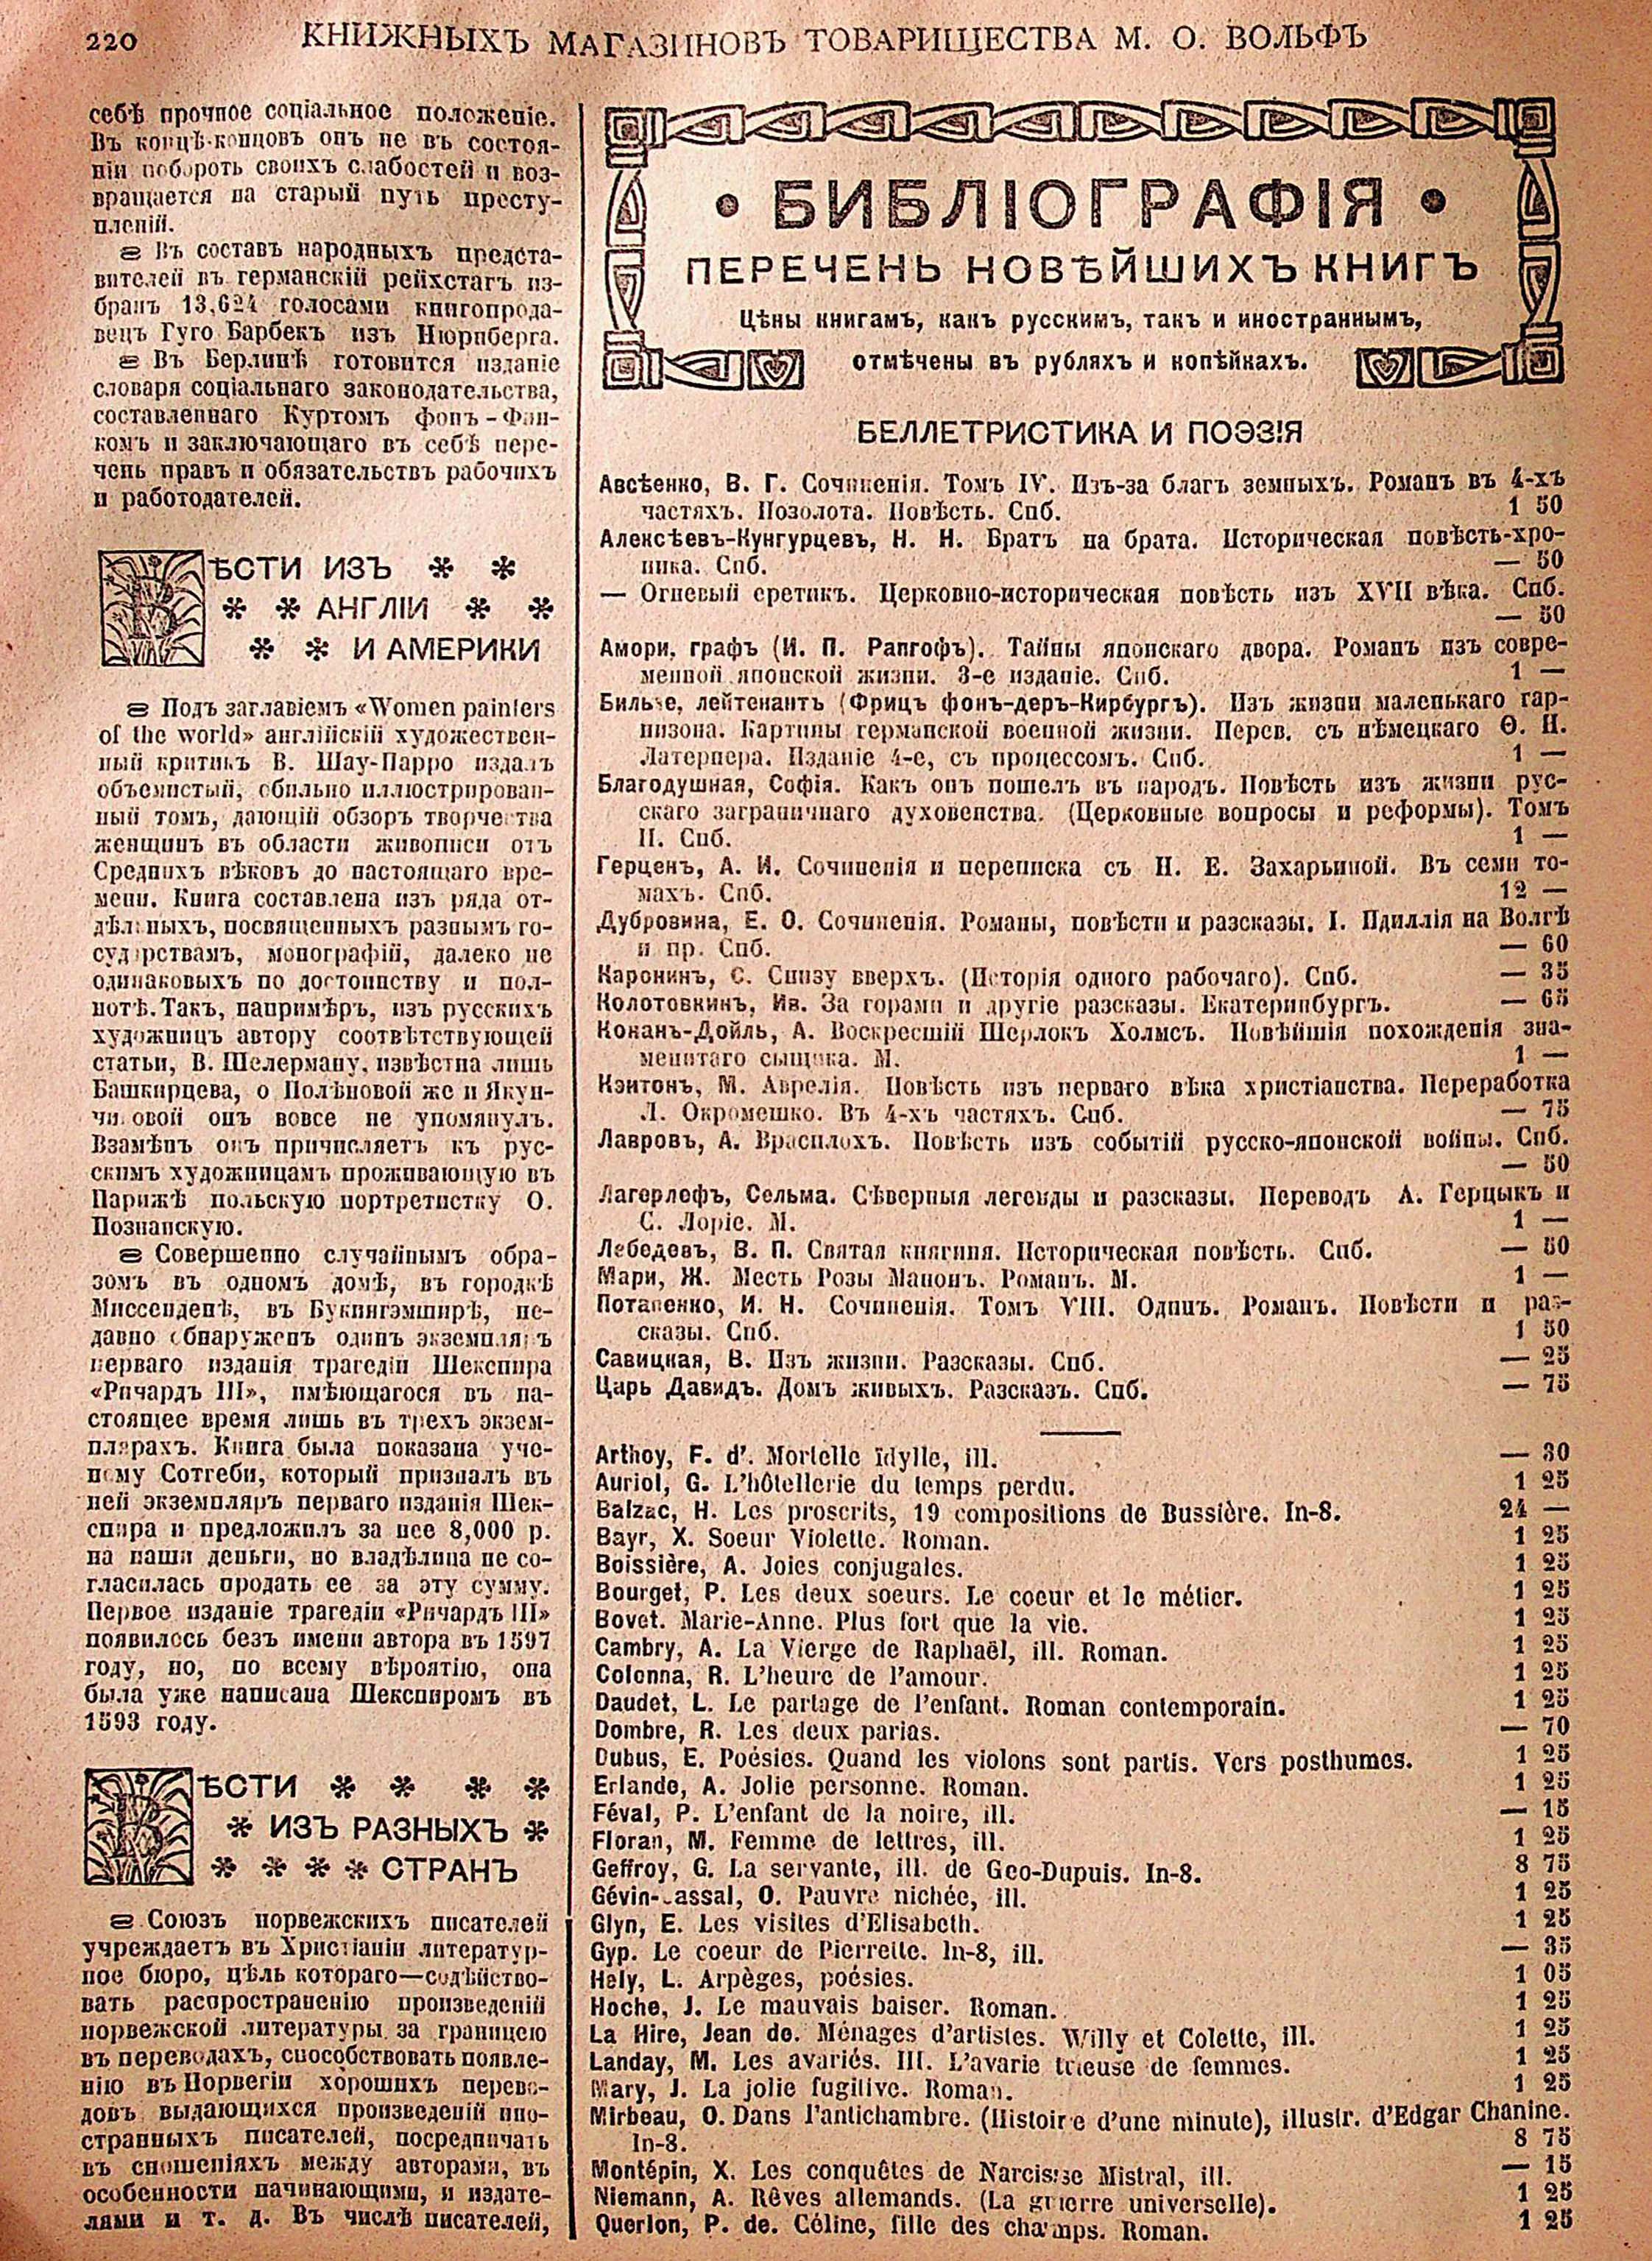 220
КНИЖНЫХЪ МАГАЗИНОВЪ ТОВАРИЩЕСТВА М. О. ВОЛЬФЪ
себѣ прочное соціальное положеніе.
Въ концѣ-концовъ онъ не въ состоя-
ніи побороть своихъ слабостей и воз-
вращается на старый путь престу-
пленій.
Въ составъ народныхъ предста-
вителей въ германскій рейхстагъ из-
бранъ 13,624 голосами книгопрода-
вецъ Гуго Барбекъ изъ Нюрнберга.
Въ Берлинѣ готовится изданіе
словаря соціальнаго законодательства,
составленнаго Куртомъ фонъ-Фран-
комъ и заключающаго въ себѣ пере-
чень правъ и обязательствъ рабочихъ
и работодателей.
ВѢСТИ ИЗЪ
АНГЛІИ
И АМЕРИКИ
Подъ заглавіемъ «Women painters
of the world» англійскій художествен-
ный критикъ В. Шау-Парро издалъ
объемистый, обильно иллюстрирован-
ный томъ, дающій обзоръ творчества
женщинъ въ области живописи отъ
Среднихъ вѣковъ до настоящаго вре-
мени. Книга составлена изъ ряда от-
дѣльныхъ, посвященныхъ разнымъ го-
сударствамъ, монографій, далеко не
одинаковыхъ по достоинству и пол-
нотѣ. Такъ, напримѣръ, изъ русскихъ
художницъ автору соотвѣтствующей
статьи, В. Шелерману, извѣстна лишь
Башкирцева, о Полѣновой же и Якун-
чиковой онъ вовсе не упомянулъ.
Взамѣнъ онъ причисляетъ къ рус-
скимъ художницамъ проживающую въ
Парижѣ польскую портретистку О.
Познанскую.
Совершенно случайнымъ обра-
зомъ въ одномъ домѣ, въ городкѣ
Миссенденѣ, въ Букингэмширѣ, не-
давно обнаруженъ одинъ экземпляръ
перваго изданія трагедіи Шекспира
«Ричардъ III», имѣющагося въ на-
стоящее время лишь въ трехъ экзем-
плярахъ. Книга была показана уче-
ному Сотгеби, который призналъ въ
ней экземпляръ перваго изданія Шек-
спира и предложилъ за нее 8,000 р.
на наши деньги, но владѣлица не со-
гласилась продать ее за эту сумму.
Первое изданіе трагедіи «Ричардъ III»
появилось безъ имени автора въ 1597
году, но, по всему вѣроятію, она
была уже написана Шекспиромъ въ
1593 году.
ВѢСТИ
ИЗЪ РАЗНЫХЪ
СТРАНЪ
Союзъ норвежскихъ писателей
учреждаетъ въ Христіаніи литератур-
ное бюро, цѣль котораго—содѣйство-
вать распространенію произведеній
норвежской литературы за границею
въ переводахъ, способствовать появле-
нію въ Норвегіи хорошихъ перево-
довъ выдающихся произведеній ино-
странныхъ писателей, посредничать
въ сношеніяхъ между авторами, въ
особенности начинающими, и издате-
лями и т. д. Въ числѣ писателей,
• БИБЛІОГРАФІЯ •
ПЕРЕЧЕНЬ НОВѢЙШИХЪ КНИГЪ
Цѣны книгамъ, какъ русскимъ, такъ и иностраннымъ,
отмѣчены въ рубляхъ и копѣйкахъ.
БЕЛЛЕТРИСТИКА И ПОЭЗІЯ
Авсѣенко, В. Г. Сочиненія. Томъ IV. Изъ-за благъ земныхъ. Романъ въ 4-хъ
частяхъ. Позолота. Повѣсть. Спб. 1 50
Алексѣевъ-Кунгурцевъ, Н. Н. Братъ на брата. Историческая повѣсть-хро-
ника. Спб. — 50
— Огневый еретикъ. Церковно-историческая повѣсть изъ XVII вѣка. Спб.
— 50
Амори, графъ (И. П. Рапгофъ). Тайны японскаго двора. Романъ изъ совре-
менной японской жизни. 3-е изданіе. Спб. 1 —
Бильзе, лейтенантъ (Фрицъ фонъ-деръ-Кирбургъ). Изъ жизни маленькаго гар-
низона. Картины германской военной жизни. Перев. съ нѣмецкаго Ѳ. Н.
Латернера. Изданіе 4-е, съ процессомъ. Спб. 1 —
Благодушная, Софія. Какъ онъ пошелъ въ народъ. Повѣсть изъ жизни рус-
скаго заграничнаго духовенства. (Церковные вопросы и реформы). Томъ
II. Спб. 1 —
Герценъ, А. И. Сочиненія и переписка съ Н. Е. Захарьиной. Въ семи то-
махъ. Спб. 12 —
Дубровина, Е. О. Сочиненія. Романы, повѣсти и разсказы. I. Идиллія на Волгѣ
и пр. Спб. — 60
Каронинъ, С. Снизу вверхъ. (Исторія одного рабочаго). Спб. — 35
Колотовкинъ, Ив. За горами и другіе разсказы. Екатеринбургъ. — 65
Конанъ-Дойль, А. Воскресшій Шерлокъ Холмсъ. Новѣйшія похожденія зна-
менитаго сыщика. М. 1 —
Кэитонъ, М. Аврелія. Повѣсть изъ перваго вѣка христіанства. Переработка
Л. Окромешко. Въ 4-хъ частяхъ. Спб. — 75
Лавровъ, А. Врасплохъ. Повѣсть изъ событій русско-японской войны. Спб.
— 50
Лагерлефъ, Сельма. Сѣверныя легенды и разсказы. Переводъ А. Герцыкъ и
С. Лоріе. М. 1 —
Лебедевъ, В. П. Святая княгиня. Историческая повѣсть. Спб. — 50
Мари, Ж. Месть Розы Манонъ. Романъ. М. 1 —
Потапенко, И. Н. Сочиненія. Томъ VIII. Одинъ. Романъ. Повѣсти и раз-
сказы. Спб. 1 50
Савицкая, В. Изъ жизни. Разсказы. Спб. — 25
Царь Давидъ. Домъ живыхъ. Разсказъ. Спб. — 75
Arthoy, F. d'. Mortelle idylle, ill. — 30
Auriol, G. L'hôtellerie du temps perdu. 1 25
Balzac, H. Les proscrits, 19 compositions de Bussière. In-8. 24 —
Bayr, X. Soeur Violette. Roman. 1 25
Boissière, A. Joies conjugales. 1 25
Bourget, P. Les deux soeurs. Le coeur et le métier. 1 25
Bovet. Marie-Anne. Plus fort que la vie. 1 25
Cambry, A. La Vierge de Raphaël, ill. Roman. 1 25
Colonna, R. L'heure de l'amour. 1 25
Daudet, L. Le partage de l'enfant. Roman contemporain. 1 25
Dombre, R. Les deux parias. — 70
Dubus, E. Poésies. Quand les violons sont partis. Vers posthumes. 1 25
Erlande, A. Jolie personne. Roman. 1 25
Féval, P. L'enfant de la noire, ill. — 15
Floran, M. Femme de lettres, ill. 1 25
Geffroy, G. La servante, ill. de Geo-Dupuis. In-8. 8 75
Gévin-Cassal, O. Pauvre nichée, ill. 1 25
Glyn, E. Les visites d'Elisabeth. 1 25
Gyp. Le coeur de Pierrette. In-8, ill. — 35
Hely, L. Arpèges, poésies. 1 05
Hoche, J. Le mauvais baiser. Roman. 1 25
La Hire, Jean de. Ménages d'artistes. Willy et Colette, ill. 1 25
Landay, M. Les avariés. III. L'avarie tueuse de femmes. 1 25
Mary, J. La jolie fugitive. Roman. 1 25
Mirbeau, O. Dans l'antichambre. (Histoire d'une minute), illustr. d'Edgar Chanine.
In-8. 8 75
Montépin, X. Les conquêtes de Narcisse Mistral, ill. — 15
Niemann, A. Rêves allemands. (La guerre universelle). 1 25
Querlon, P. de. Céline, fille des champs. Roman. 1 25